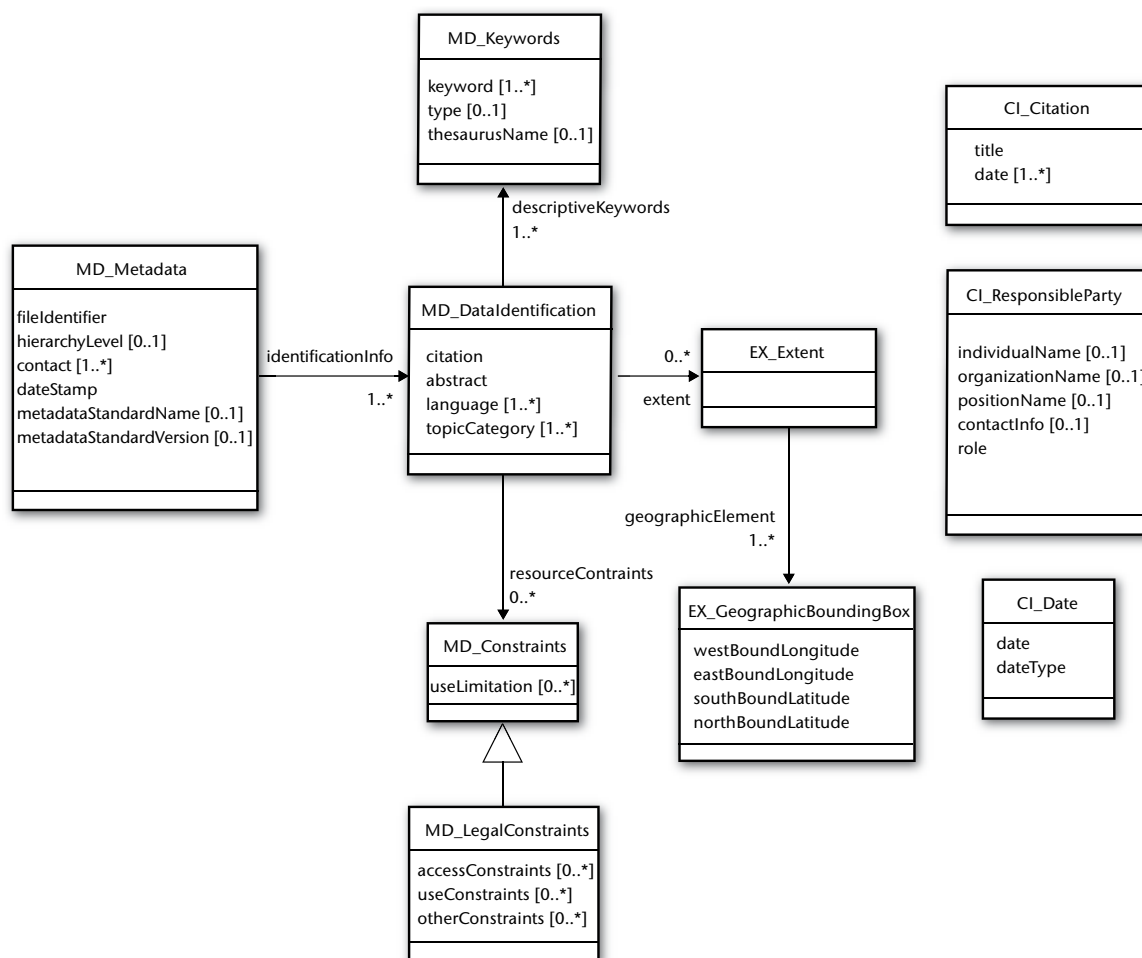 MD_Keywords
keyword [1..*]
type [0..1]
thesaurusName [0..1]
descriptiveKeywords
1..*
MD_Metadata
fileIdentifier
hierarchyLevel [0..1]
contact [1..*]
dateStamp
metadataStandardName [0..1]
metadataStandardVersion [0..1]
identificationInfo
1..*
MD_DataIdentification
citation
abstract
language [1..*]
topicCategory [1..*]
0..*
extent
EX_Extent
geographicElement
1..*
EX_GeographicBoundingBox
westBoundLongitude
eastBoundLongitude
southBoundLatitude
northBoundLatitude
resourceContraints
0..*
MD_Constraints
useLimitation [0..*]
MD_LegalConstraints
accessConstraints [0..*]
useConstraints [0..*]
otherConstraints [0..*]
CI_Citation
title
date [1..*]
CI_ResponsibleParty
individualName [0..1]
organizationName [0..1]
positionName [0..1]
contactInfo [0..1]
role
CI_Date
date
dateType